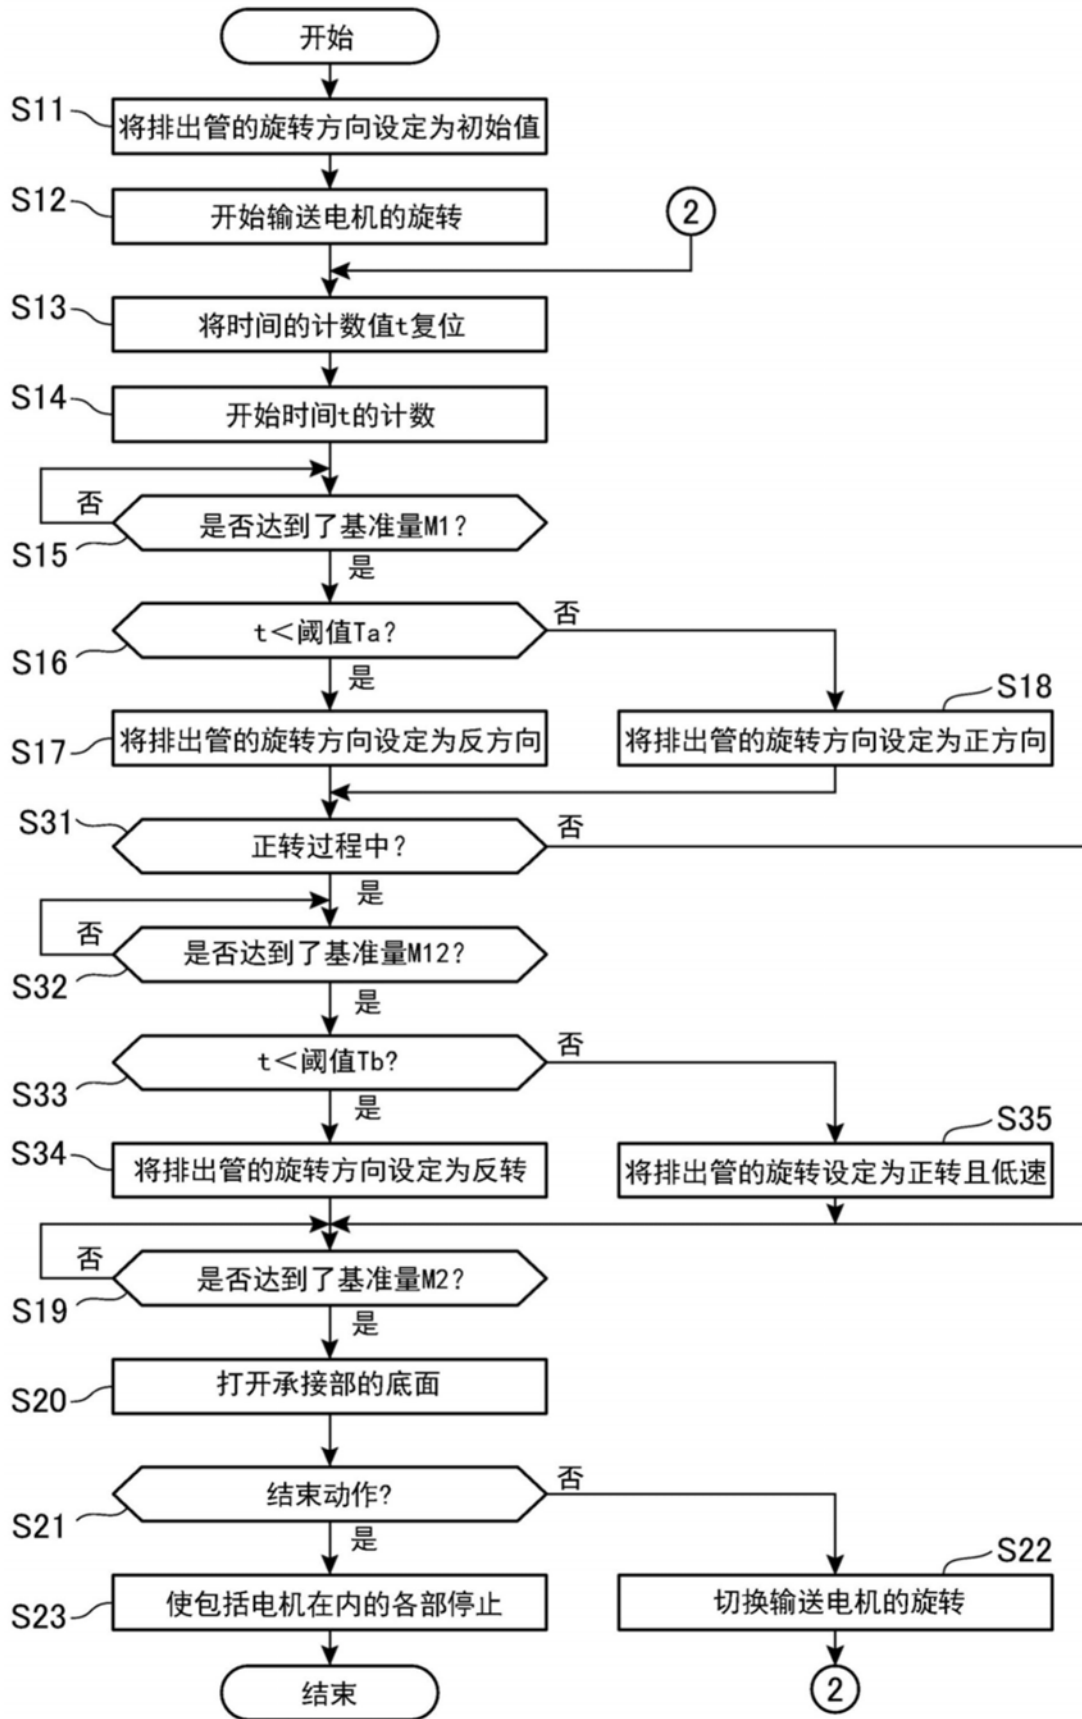 开始
S11
将排出管的旋转方向设定为初始值
S12
开始输送电机的旋转
2
S13
将时间的计数值t复位
S14
开始时间t的计数
否
是否达到了基准量M1?
S15
是
t<阈值Ta?
否
S16
是
S18
S17
将排出管的旋转方向设定为反方向
将排出管的旋转方向设定为正方向
S31
正转过程中?
否
是
否
是否达到了基准量M12?
S32
是
t<阈值Tb?
否
S33
是
S35
S34
将排出管的旋转方向设定为反转
将排出管的旋转设定为正转且低速
否
是否达到了基准量M2?
S19
是
打开承接部的底面
S20
结束动作?
否
S21
是
S22
S23
使包括电机在内的各部停止
切换输送电机的旋转
结束
2